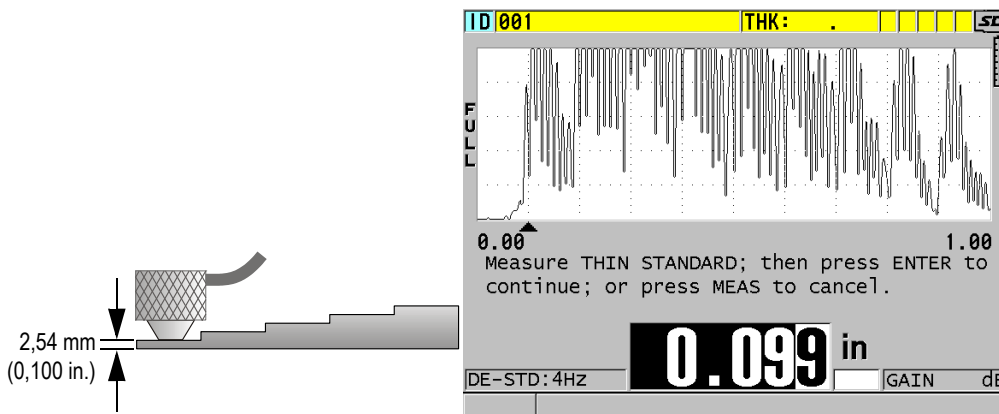 2,54 mm
(0,100 in.)
ID 001 THK: .
FULL
0.00 1.00
Measure THIN STANDARD; then press ENTER to
continue; or press MEAS to cancel.
0.099 in
DE-STD:4Hz GAIN